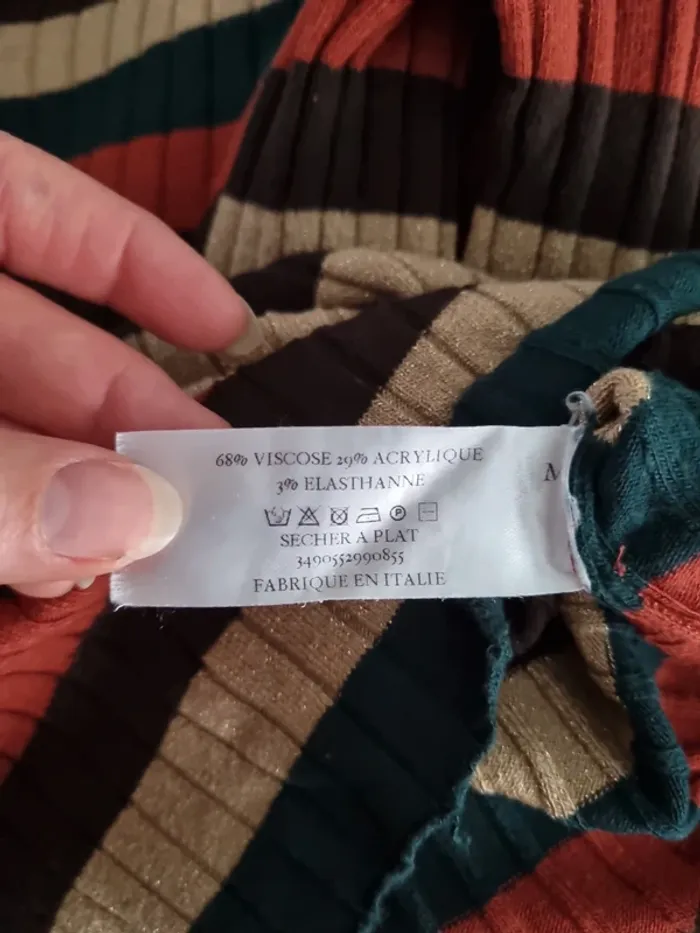 68% VISCOSE 29% ACRYLIQUE
3% ELASTHANNE
P
SECHER A PLAT
3490552990855
FABRIQUE EN ITALIE
M